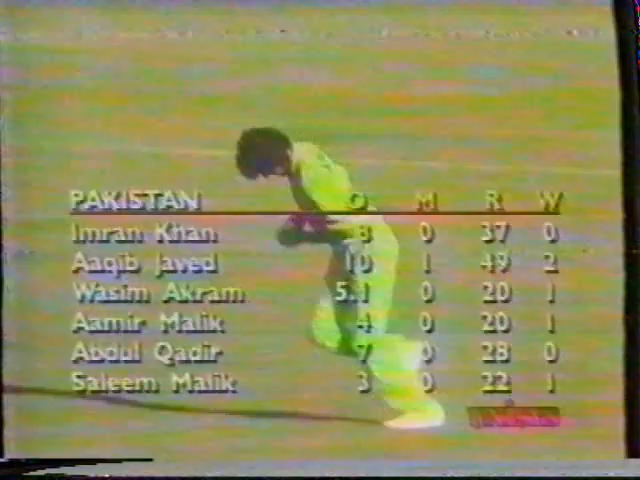 PAKISTAN O. M R W
Imran Khan 8 0 37 0
Aaqib Javed 10 1 49 2
Wasim Akram 5.1 0 20 1
Aamir Malik 4 0 20 1
Abdul Qadir 7 0 28 0
Saleem Malik 3 0 22 1